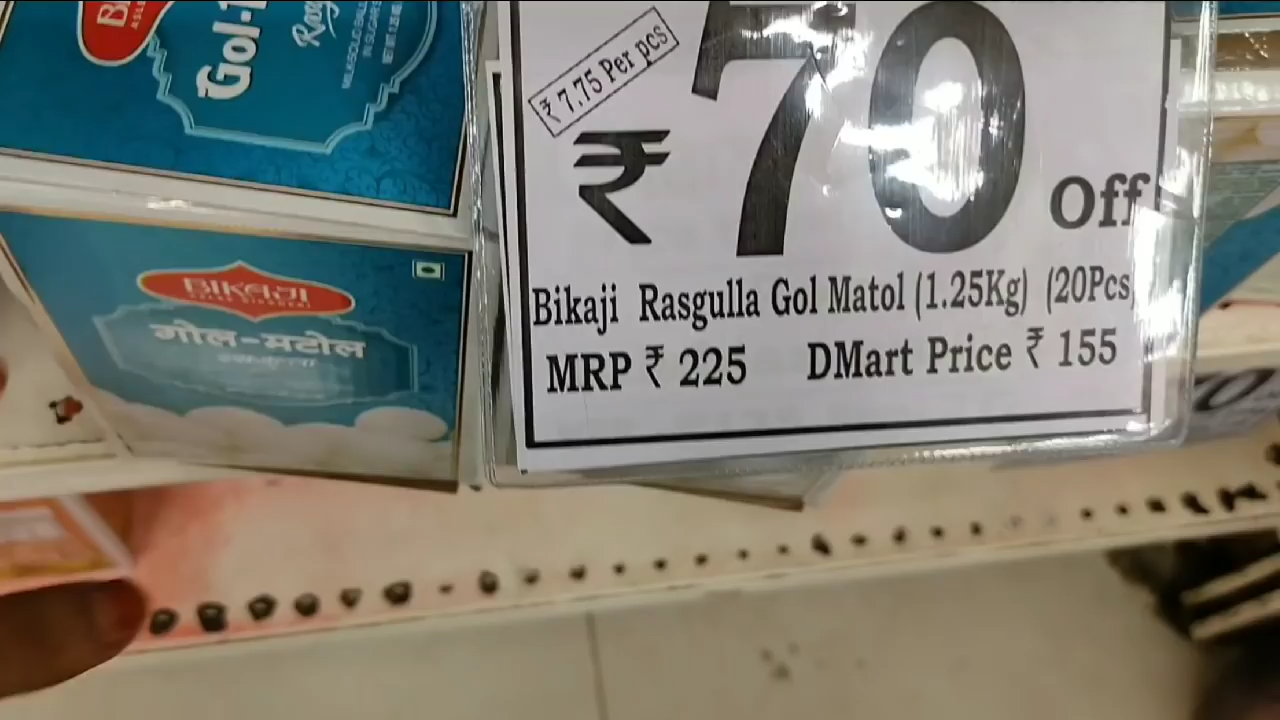 Gol-
BIKAJI
गोल-मटोल
₹ 7.75 Per pcs
₹ 70 Off
Bikaji Rasgulla Gol Matol (1.25Kg) (20Pcs
MRP ₹ 225 DMart Price ₹ 155